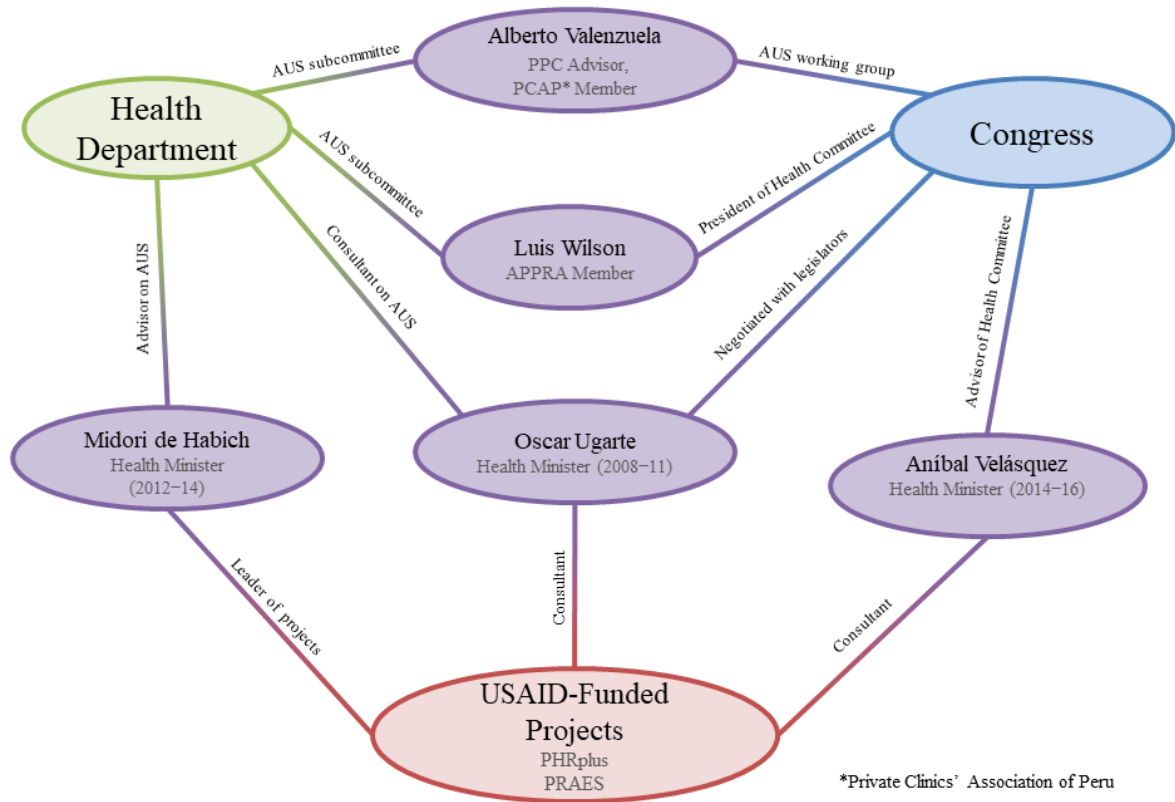 Alberto Valenzuela
PPC Advisor,
PCAP* Member
AUS subcommittee
AUS working group
Health
Department
Congress
AUS subcommittee
President of Health Committee
Luis Wilson
APPRA Member
Advisor on AUS
Consultant on AUS
Negotiated with legislators
Advisor of Health Committee
Midori de Habich
Health Minister
(2012−14)
Oscar Ugarte
Health Minister (2008−11)
Aníbal Velásquez
Health Minister (2014−16)
Leader of projects
Consultant
Consultant
USAID-Funded
Projects
PHRplus
PRAES
*Private Clinics’ Association of Peru